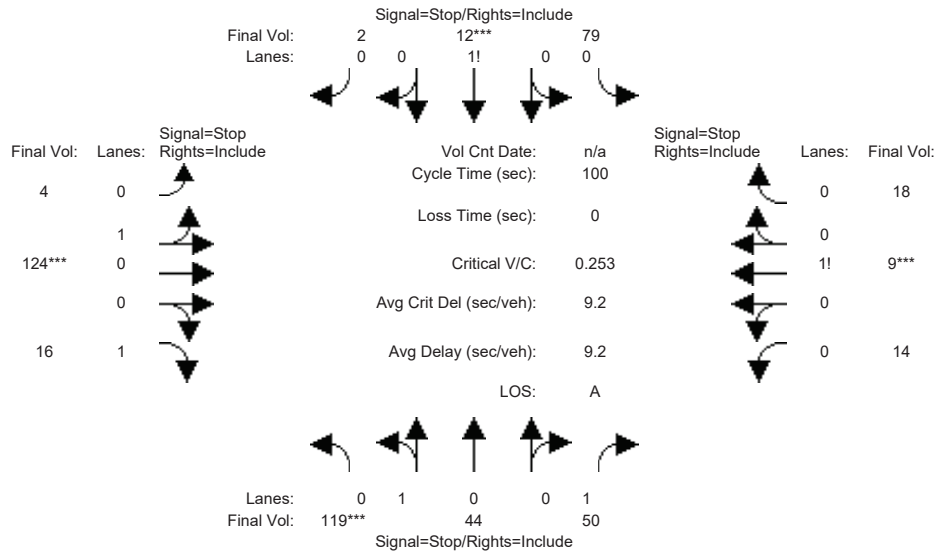 Signal=Stop/Rights=Include
Final Vol: 2 12*** 79
Lanes: 0 0 1! 0 0
Signal=Stop
Final Vol: Lanes: Rights=Include
Vol Cnt Date: n/a
Signal=Stop
Rights=Include Lanes: Final Vol:
Cycle Time (sec): 100
4 0
0 18
Loss Time (sec): 0
1
0
124*** 0
Critical V/C: 0.253
1! 9***
0
Avg Crit Del (sec/veh): 9.2
0
16 1
Avg Delay (sec/veh): 9.2
0 14
LOS: A
Lanes: 0 1 0 0 1
Final Vol: 119*** 44 50
Signal=Stop/Rights=Include